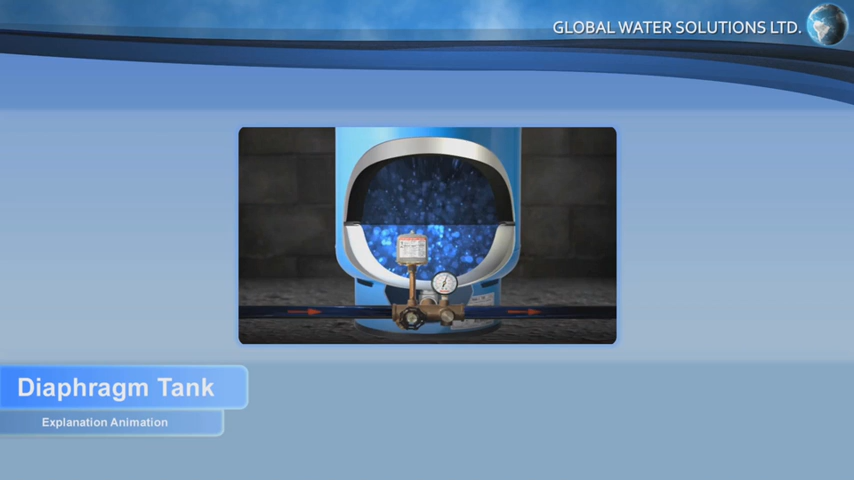 GLOBAL WATER SOLUTIONS LTD.
Diaphragm Tank
Explanation Animation